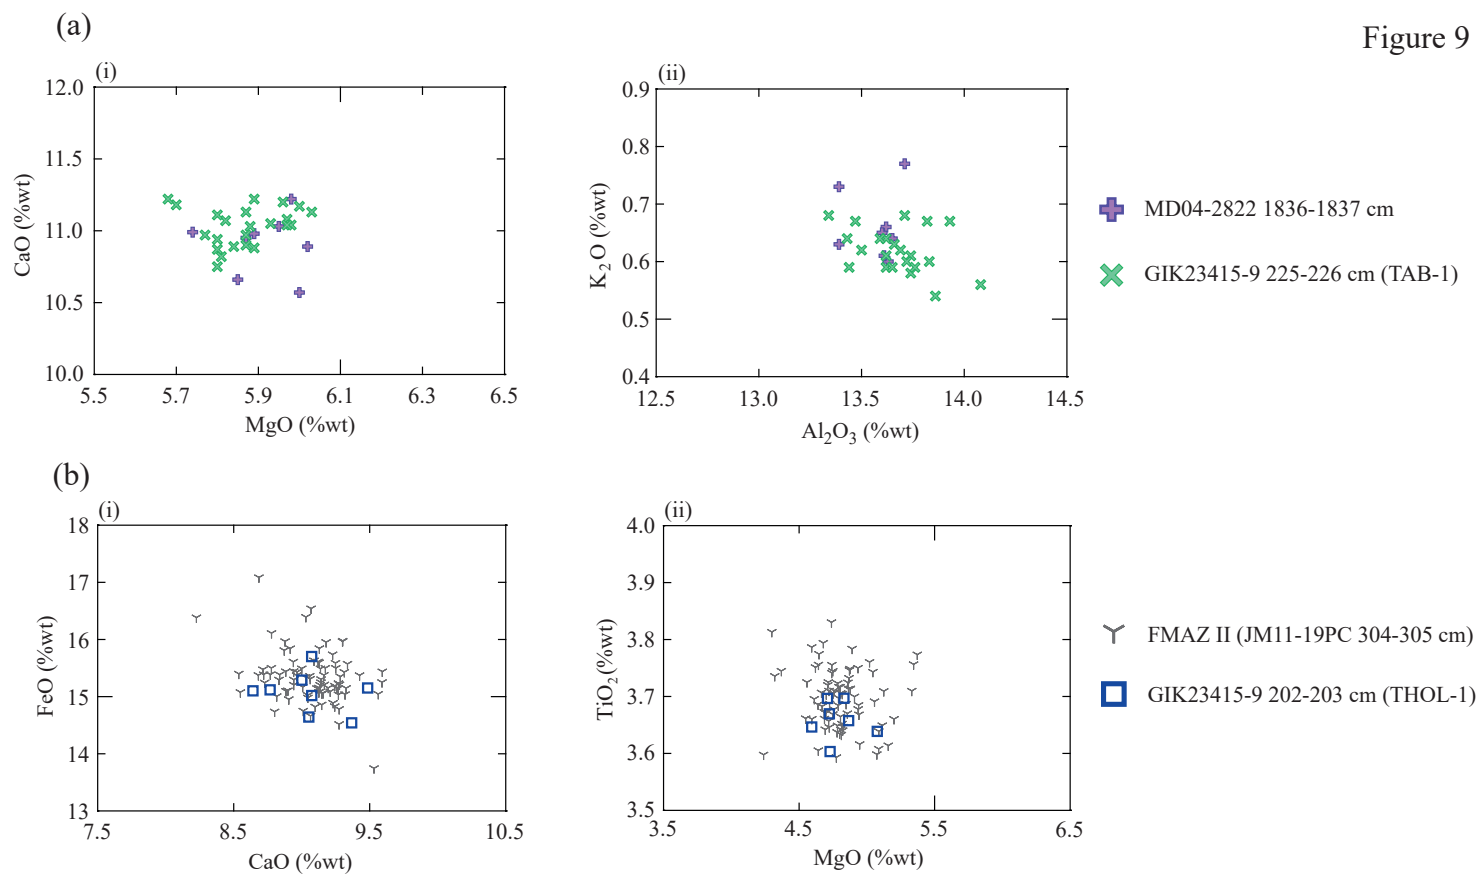 Figure 9
(a)
(i)
12.0
11.5
11.0
10.5
10.0
CaO (%wt)
5.5 5.7 5.9 6.1 6.3 6.5
MgO (%wt)
(ii)
0.9
0.8
0.7
0.6
0.5
0.4
K₂O (%wt)
12.5 13.0 13.5 14.0 14.5
Al₂O₃ (%wt)
MD04-2822 1836-1837 cm
GIK23415-9 225-226 cm (TAB-1)
(b)
(i)
18
17
16
15
14
13
FeO (%wt)
7.5 8.5 9.5 10.5
CaO (%wt)
(ii)
4.0
3.9
3.8
3.7
3.6
3.5
TiO₂ (%wt)
3.5 4.5 5.5 6.5
MgO (%wt)
FMAZ II (JM11-19PC 304-305 cm)
GIK23415-9 202-203 cm (THOL-1)